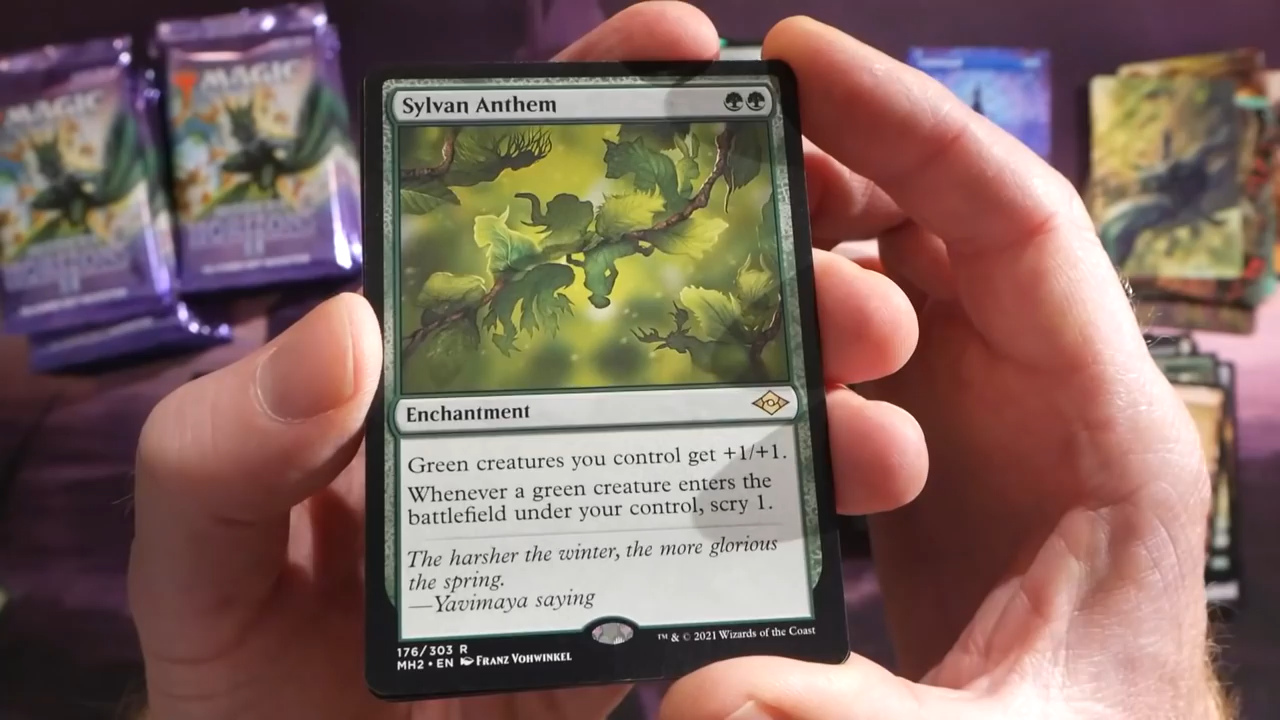 MAGIC
MAGIC
HORIZONS
Sylvan Anthem
Enchantment
Green creatures you control get +1/+1.
Whenever a green creature enters the
battlefield under your control, scry 1.
The harsher the winter, the more glorious
the spring.
—Yavimaya saying
176/303 R
MH2 • EN Franz Vohwinkel
™ & © 2021 Wizards of the Coast